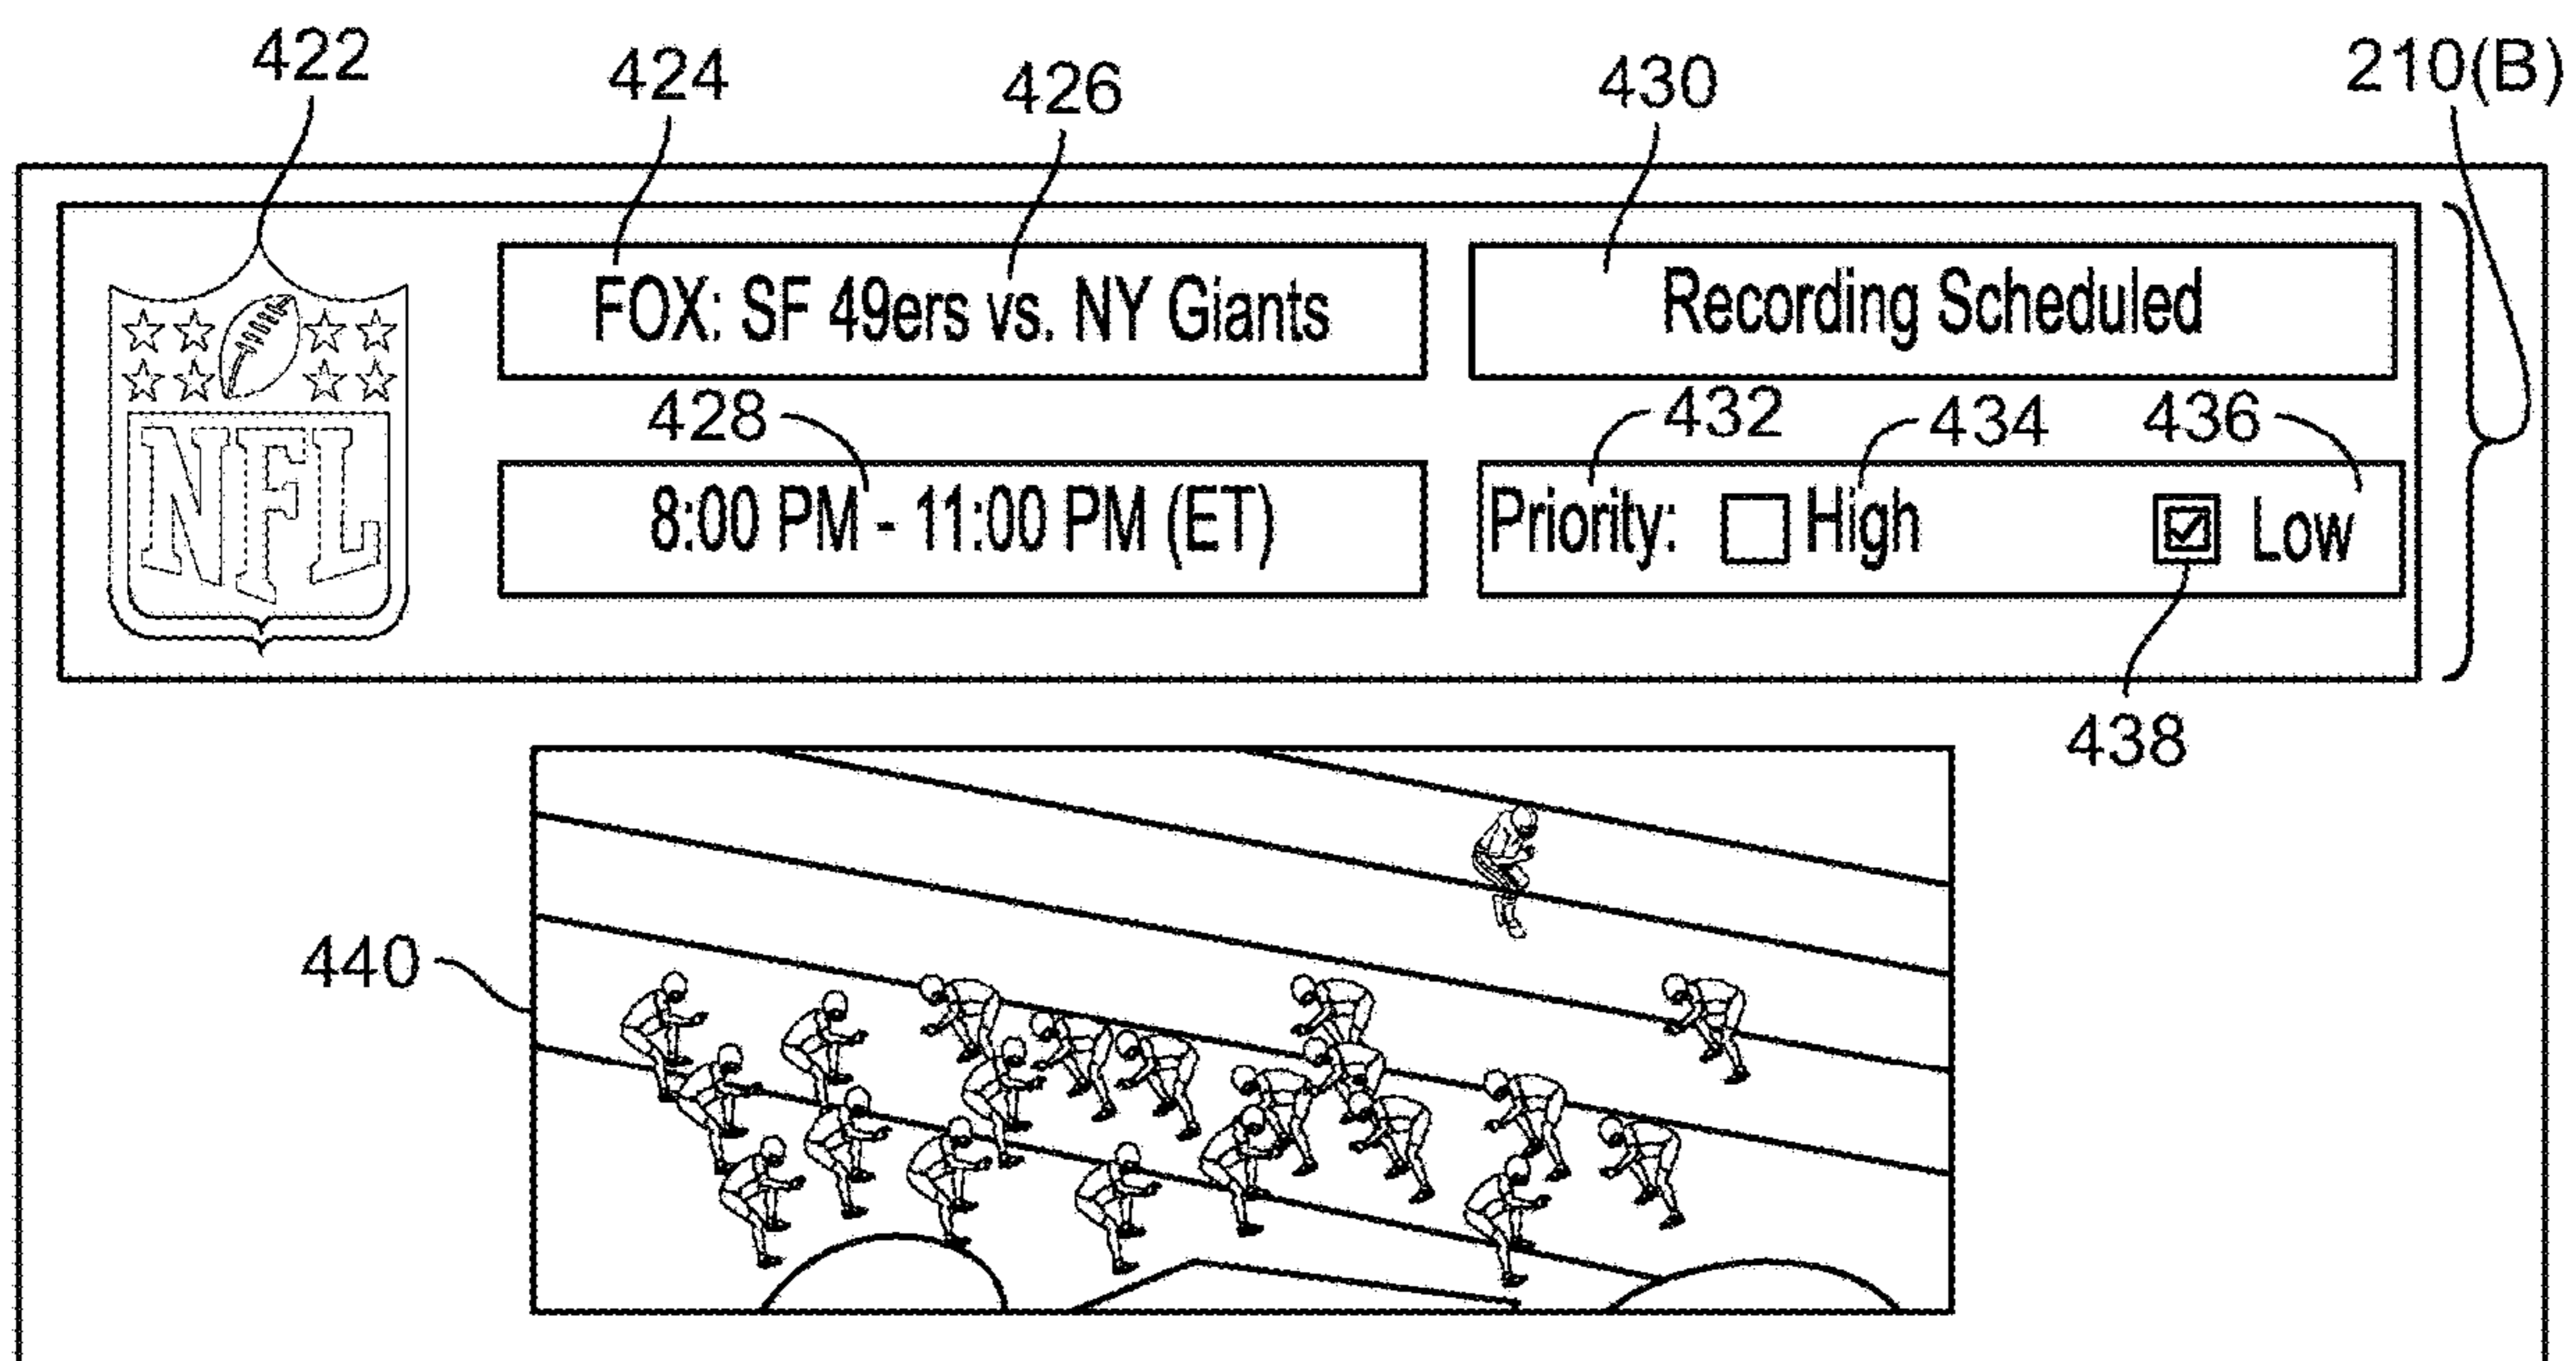 422
424
426
430
210(B)
FOX: SF 49ers vs. NY Giants
Recording Scheduled
NFL
428
432
434
436
8:00 PM - 11:00 PM (ET)
Priority: High Low
438
440